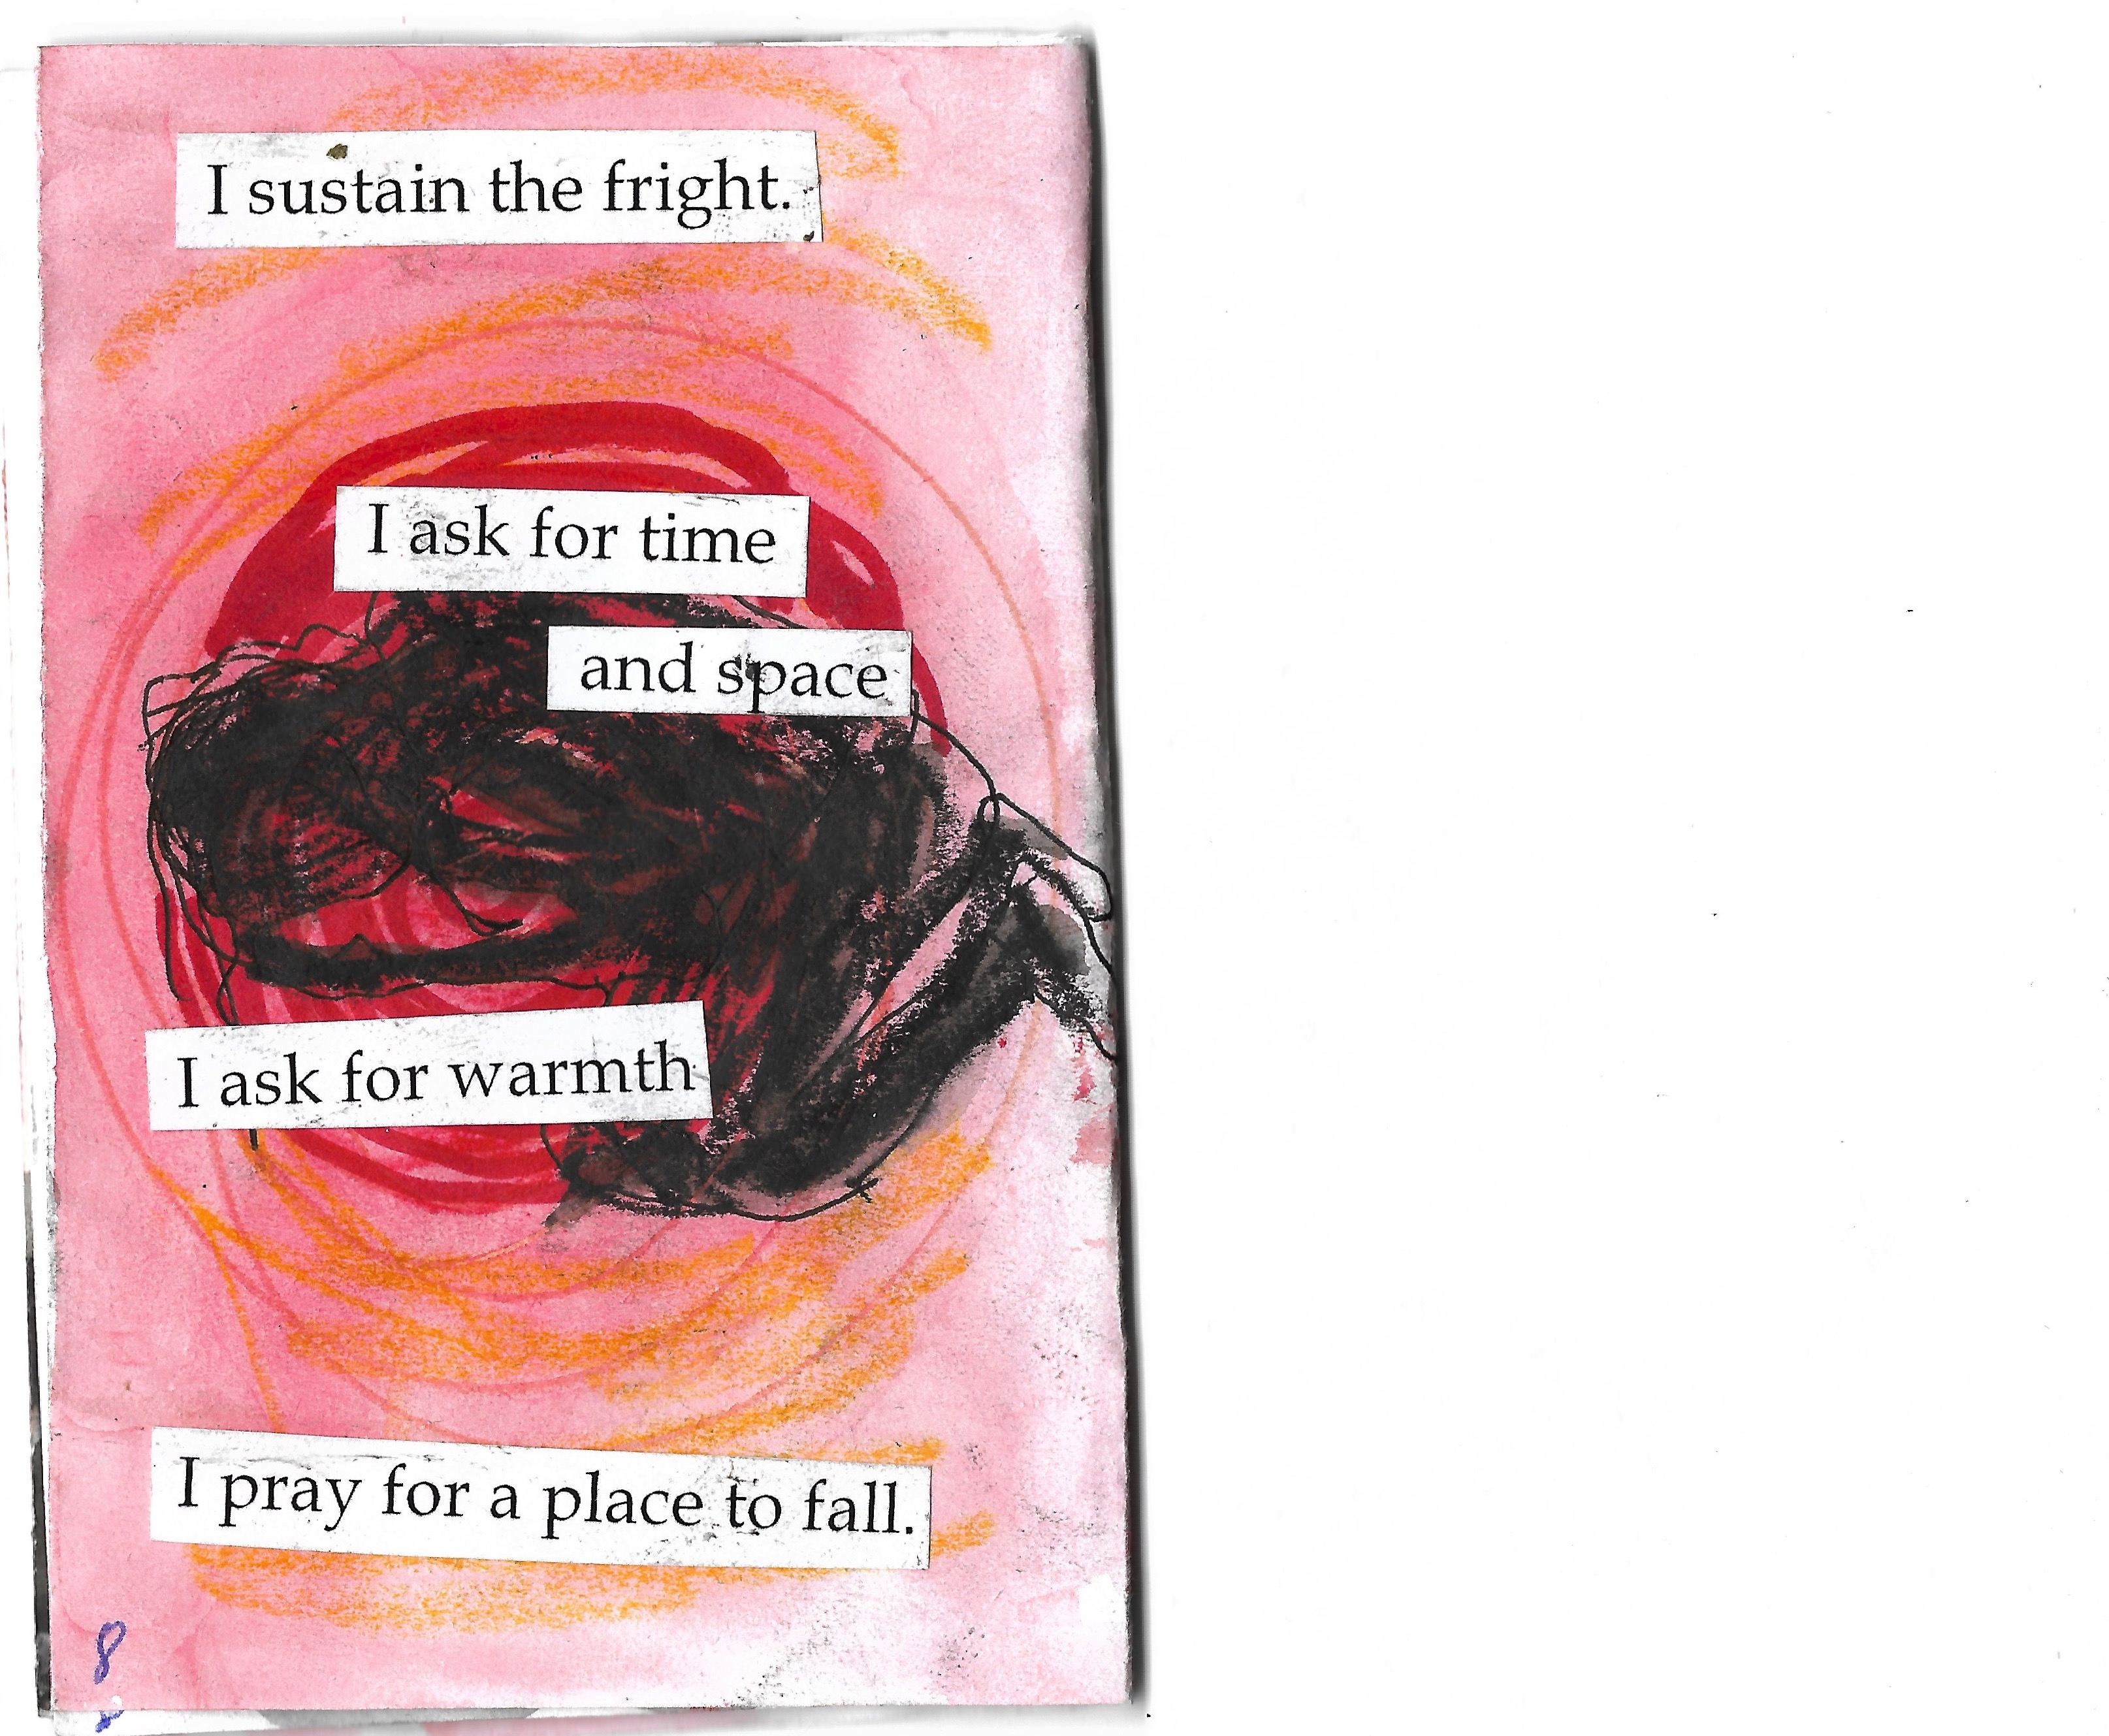 I sustain the fright.
I ask for time
and space
I ask for warmth
I pray for a place to fall.
8